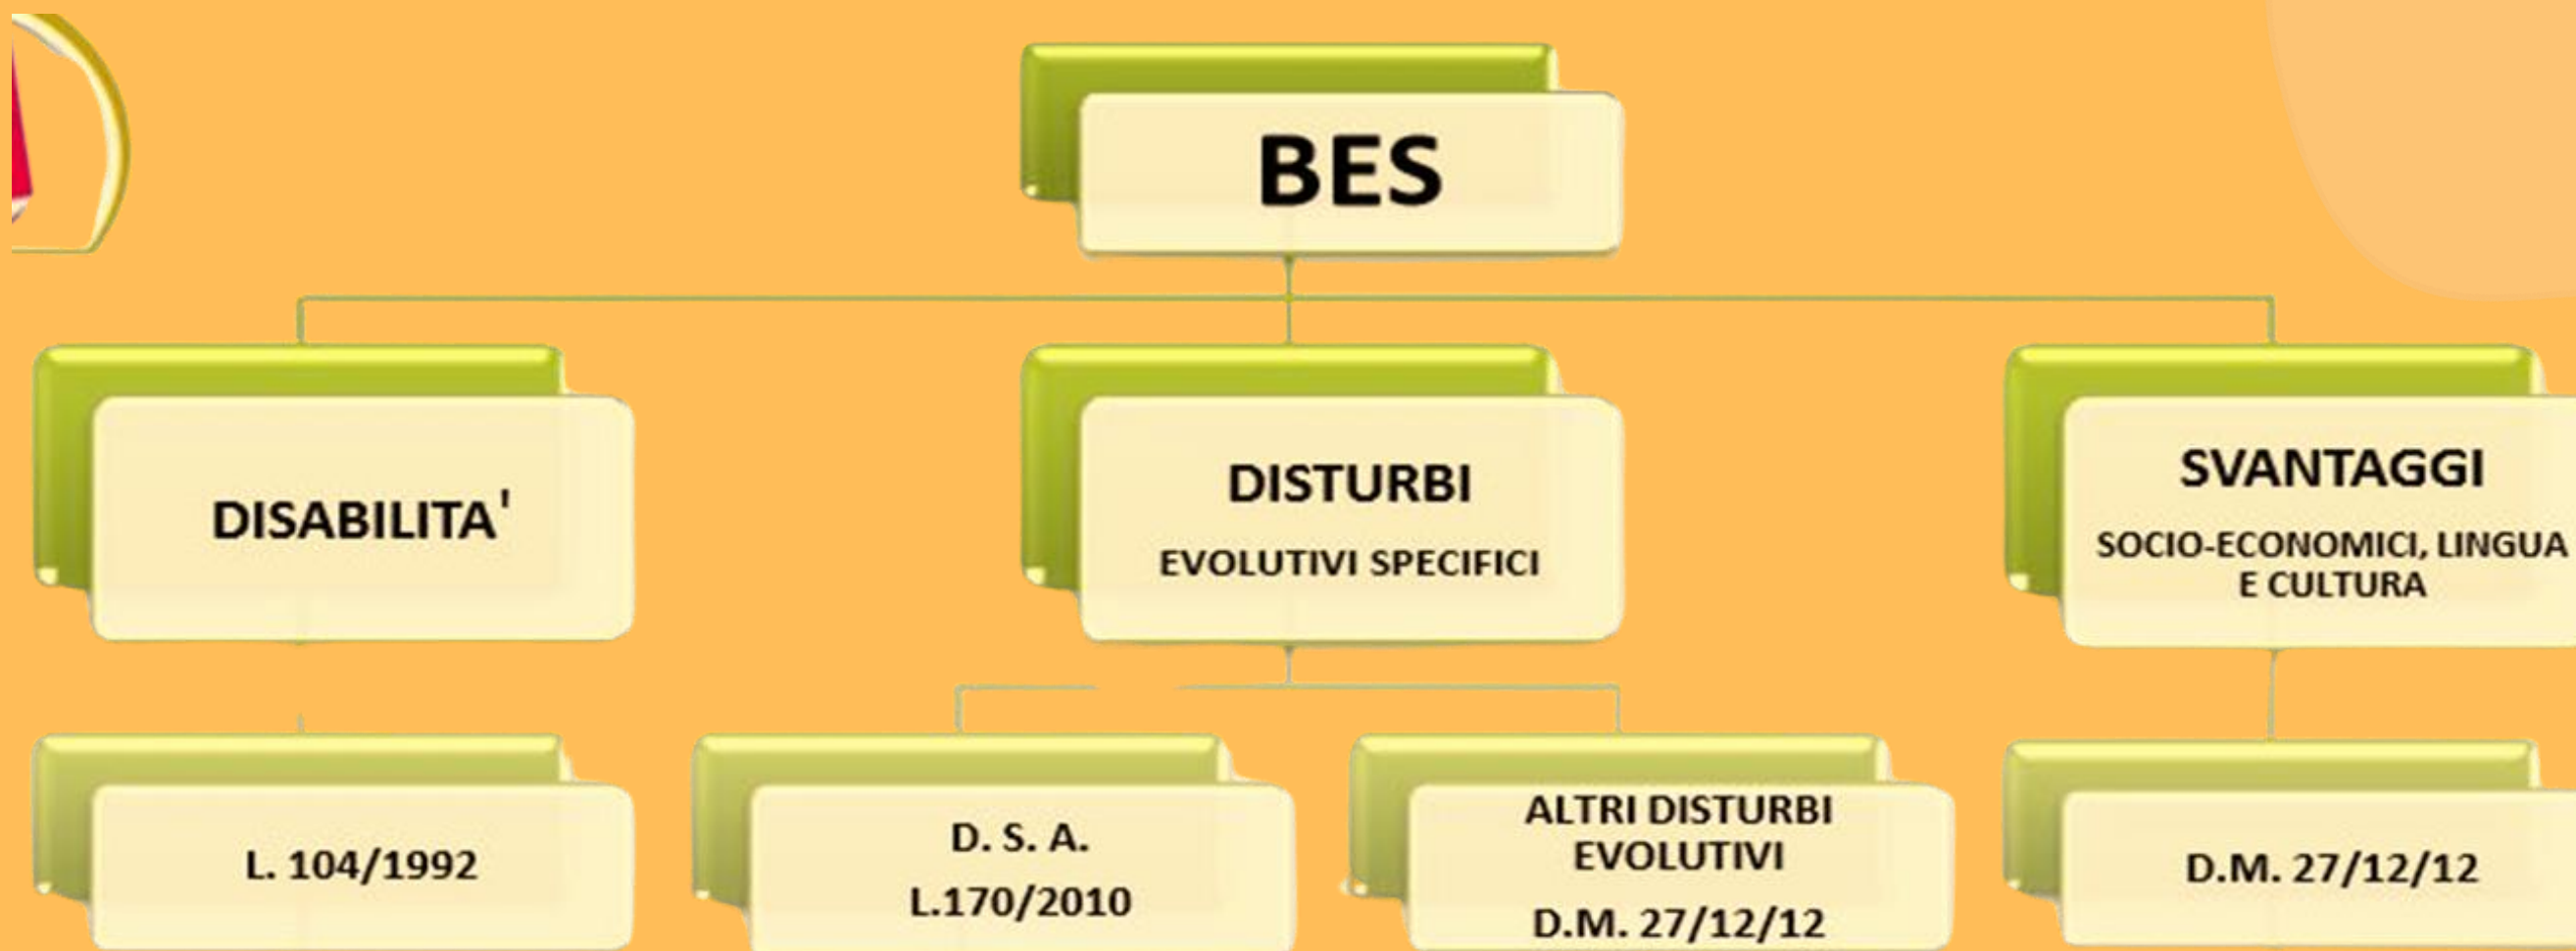 BES
DISABILITA'
DISTURBI
EVOLUTIVI SPECIFICI
SVANTAGGI
SOCIO-ECONOMICI, LINGUA
E CULTURA
L. 104/1992
D. S. A.
L.170/2010
ALTRI DISTURBI
EVOLUTIVI
D.M. 27/12/12
D.M. 27/12/12